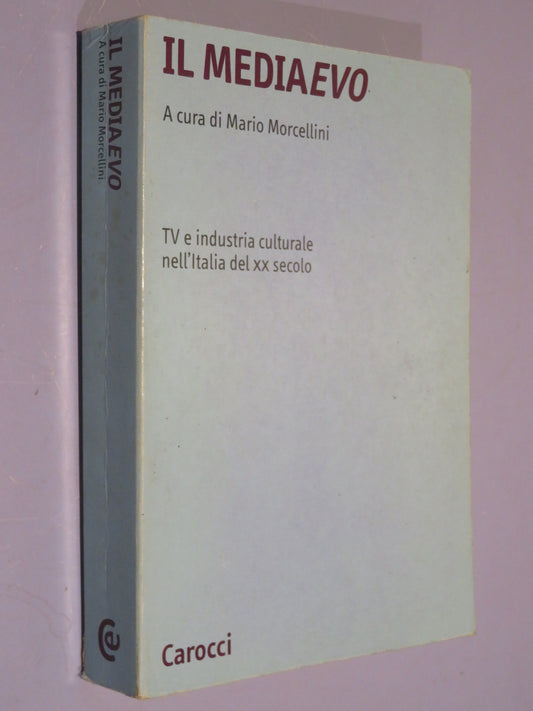 IL MEDIAEVO
A cura di Mario Morcellini
TV e industria culturale
nell'Italia del XX secolo
Carocci
IL MEDIAEVO
A cura di Mario Morcellini